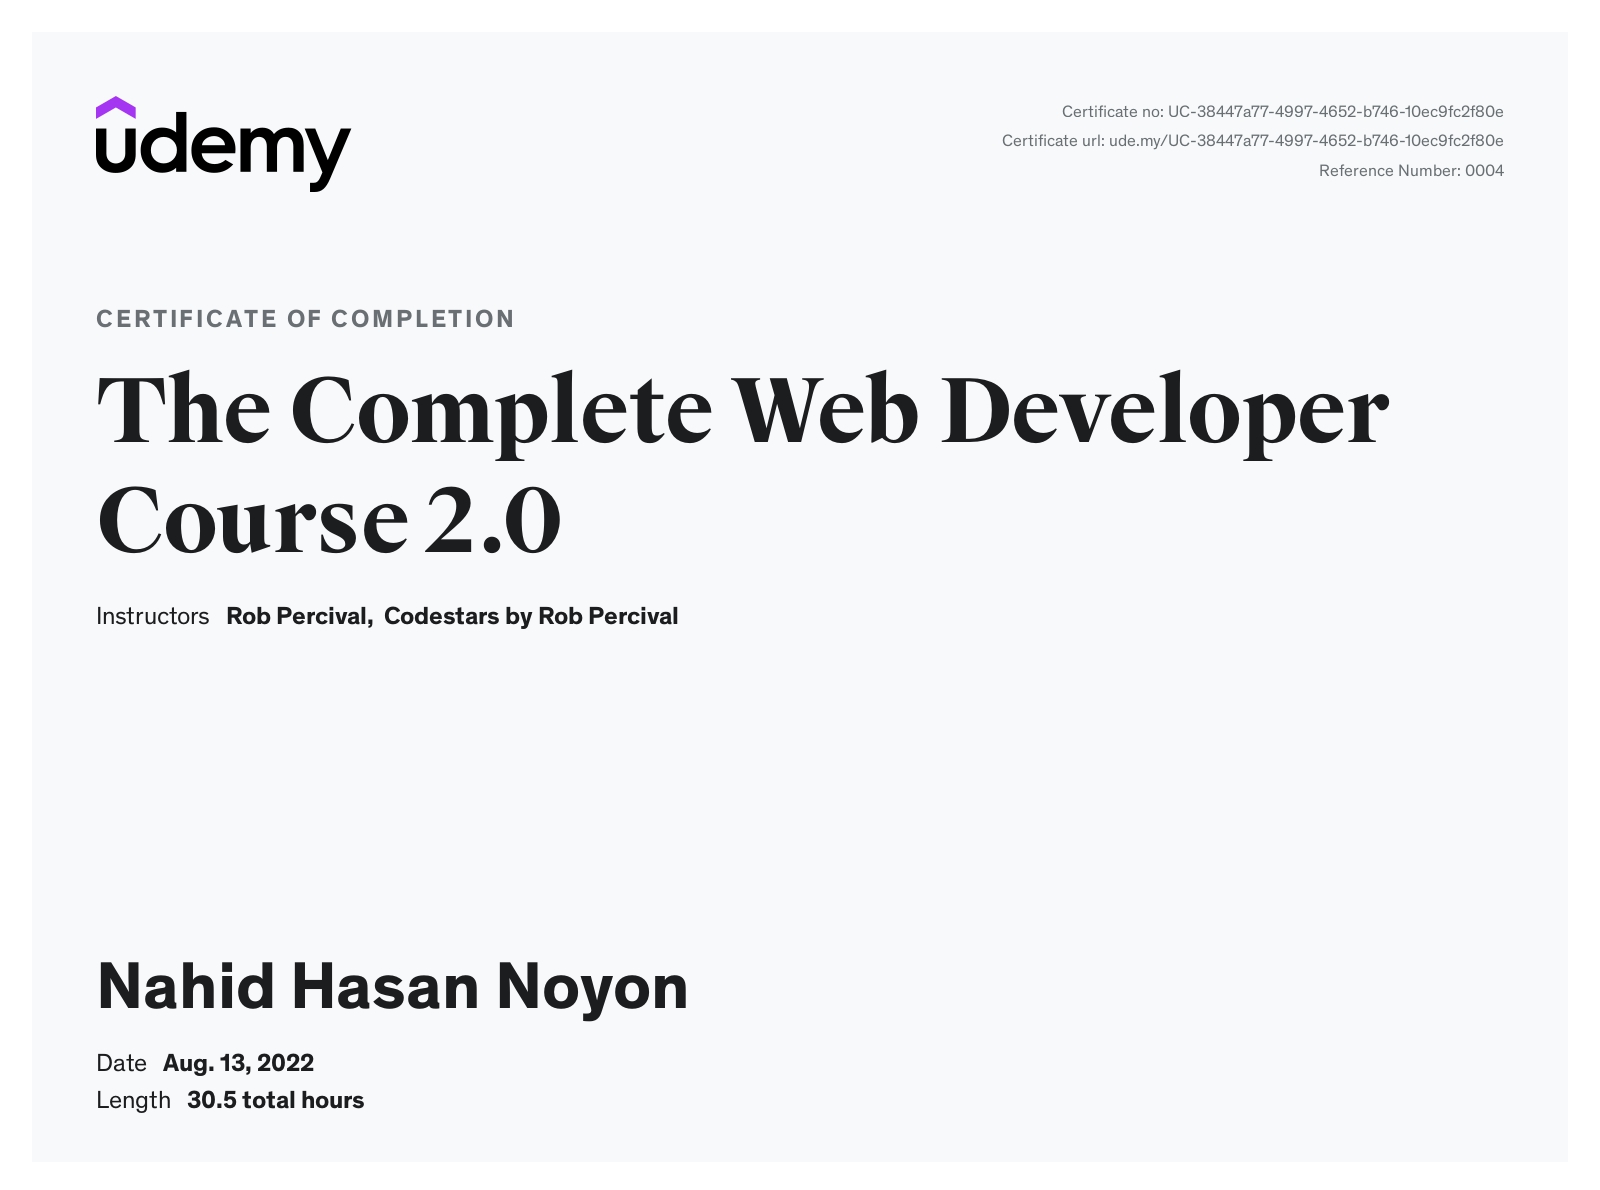 udemy
Certificate no: UC-38447a77-4997-4652-b746-10ec9fc2f80e
Certificate url: ude.my/UC-38447a77-4997-4652-b746-10ec9fc2f80e
Reference Number: 0004
CERTIFICATE OF COMPLETION
The Complete Web Developer
Course 2.0
Instructors Rob Percival, Codestars by Rob Percival
Nahid Hasan Noyon
Date Aug. 13, 2022
Length 30.5 total hours